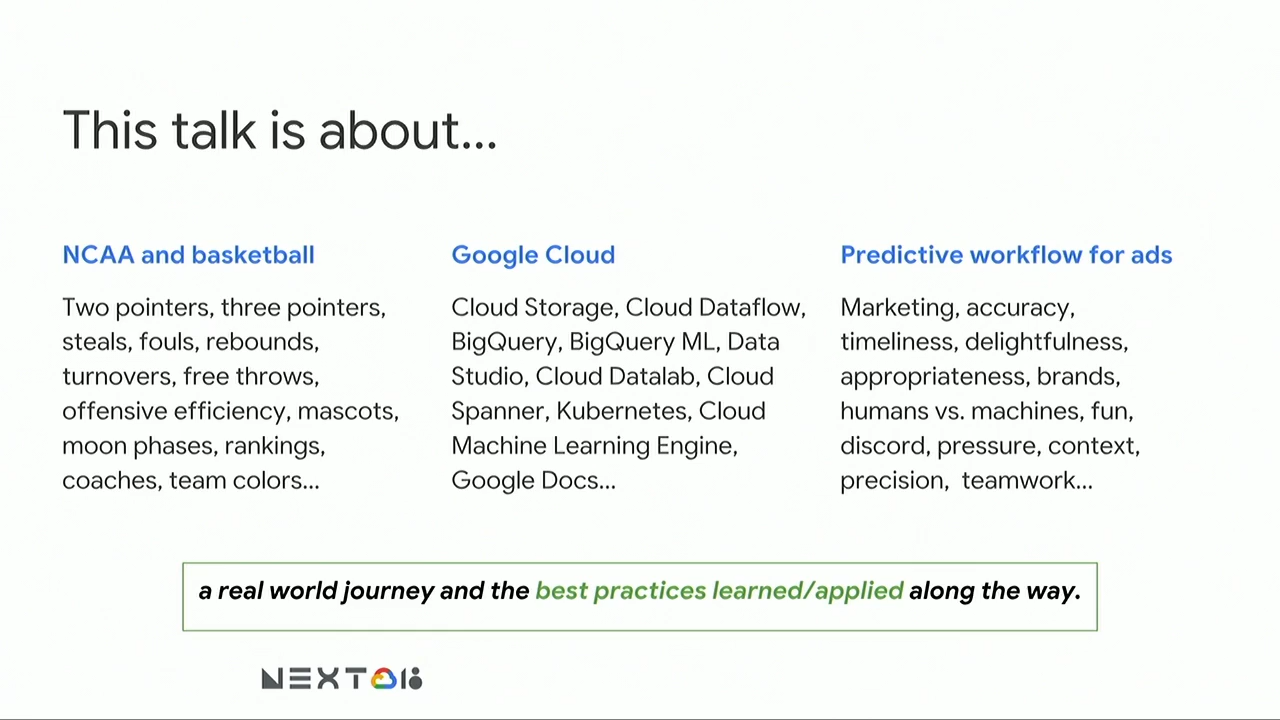 This talk is about...
NCAA and basketball
Two pointers, three pointers,
steals, fouls, rebounds,
turnovers, free throws,
offensive efficiency, mascots,
moon phases, rankings,
coaches, team colors...
Google Cloud
Cloud Storage, Cloud Dataflow,
BigQuery, BigQuery ML, Data
Studio, Cloud Datalab, Cloud
Spanner, Kubernetes, Cloud
Machine Learning Engine,
Google Docs...
Predictive workflow for ads
Marketing, accuracy,
timeliness, delightfulness,
appropriateness, brands,
humans vs. machines, fun,
discord, pressure, context,
precision,  teamwork...
a real world journey and the best practices learned/applied along the way.
NEXT 18